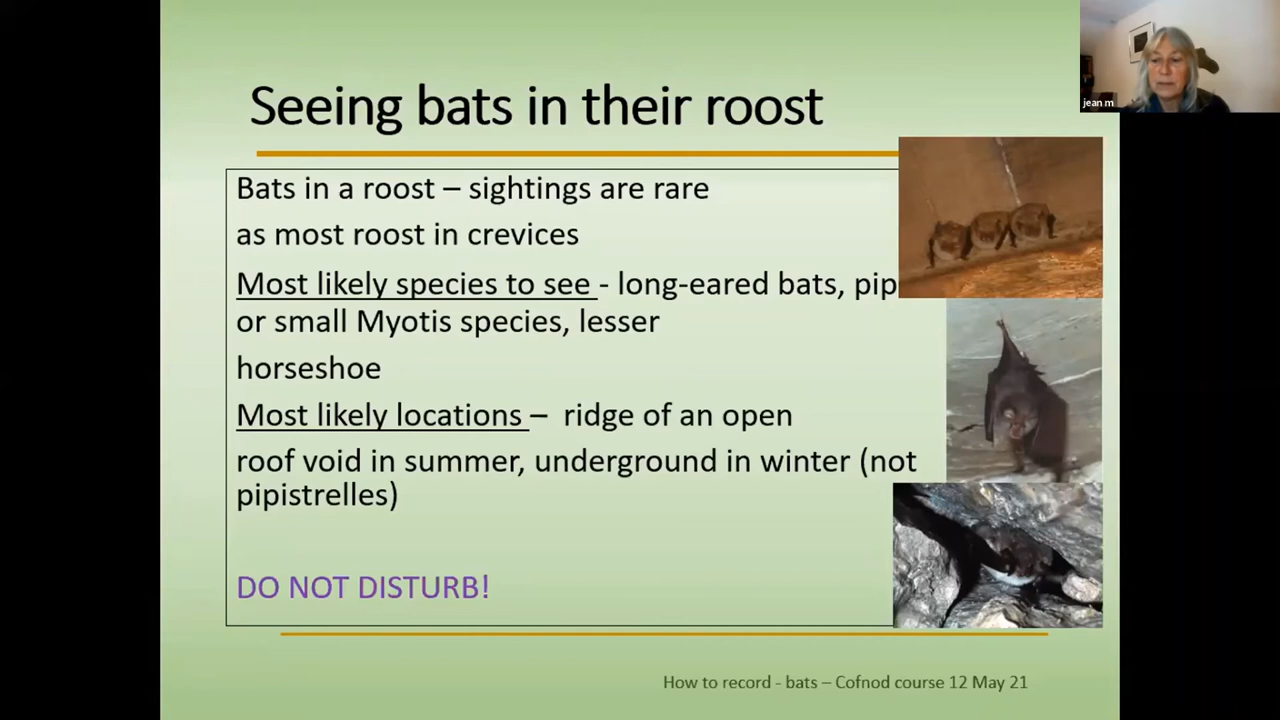 Seeing bats in their roost
jean m
Bats in a roost – sightings are rare
as most roost in crevices
Most likely species to see - long-eared bats, pip
or small Myotis species, lesser
horseshoe
Most likely locations – ridge of an open
roof void in summer, underground in winter (not
pipistrelles)
DO NOT DISTURB!
How to record - bats – Cofnod course 12 May 21